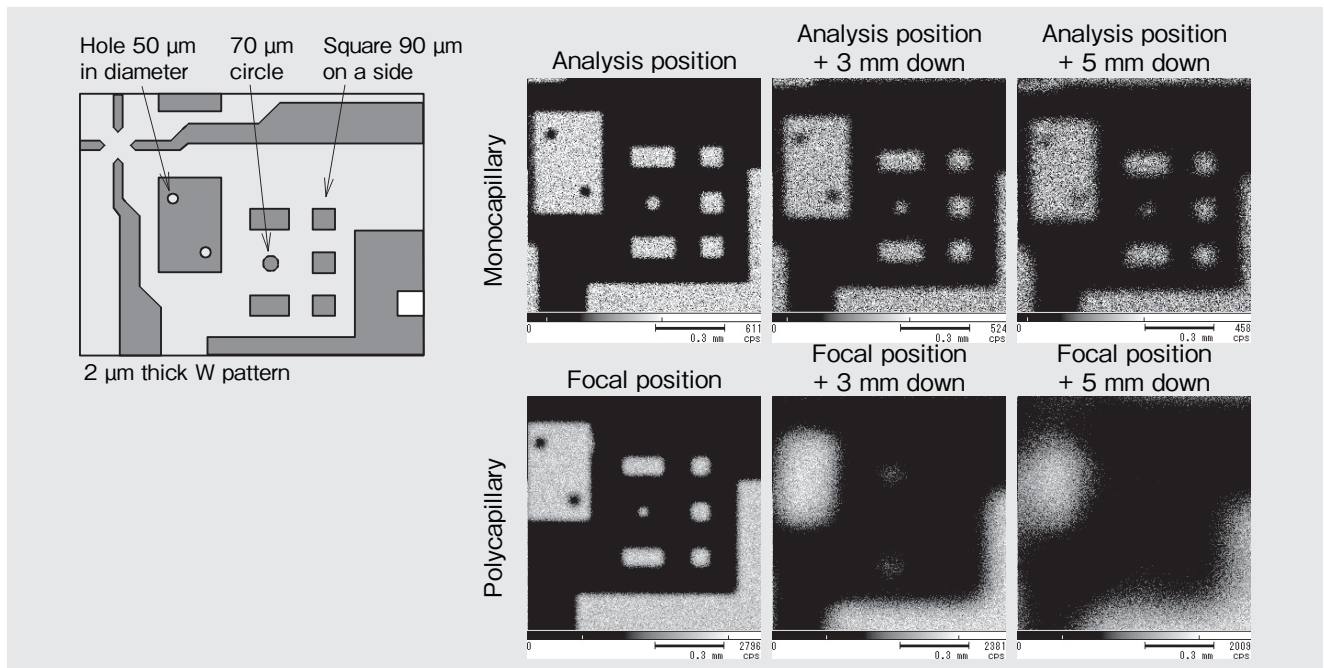 Hole 50 µm
in diameter
70 µm
circle
Square 90 µm
on a side
2 µm thick W pattern
Analysis position
Analysis position
+ 3 mm down
Analysis position
+ 5 mm down
Monocapillary
0 611
0.3 mm CPS
0 524
0.3 mm CPS
0 458
0.3 mm CPS
Focal position
Focal position
+ 3 mm down
Focal position
+ 5 mm down
Polycapillary
0 2796
0.3 mm CPS
0 2381
0.3 mm CPS
0 2009
0.3 mm CPS